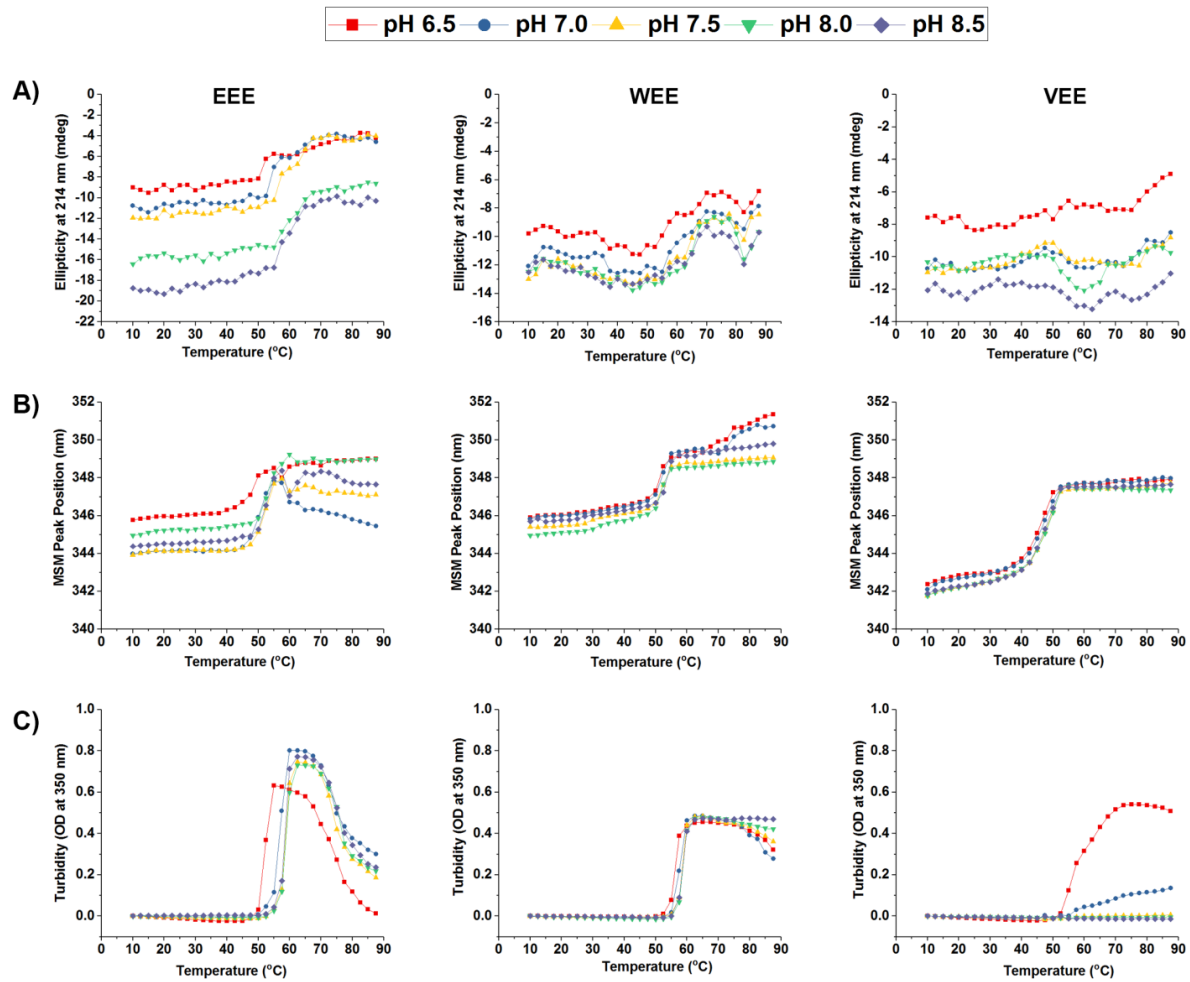 pH 6.5 pH 7.0 pH 7.5 pH 8.0 pH 8.5
A)
EEE WEE VEE
Ellipticity at 214 nm (mdeg)
0
-2
-4
-6
-8
-10
-12
-14
-16
-18
-20
-22
0 10 20 30 40 50 60 70 80 90
Temperature (°C)
Ellipticity at 214 nm (mdeg)
0
-2
-4
-6
-8
-10
-12
-14
-16
0 10 20 30 40 50 60 70 80 90
Temperature (°C)
Ellipticity at 214 nm (mdeg)
0
-2
-4
-6
-8
-10
-12
-14
0 10 20 30 40 50 60 70 80 90
Temperature (°C)
B)
MSM Peak Position (nm)
352
350
348
346
344
342
340
0 10 20 30 40 50 60 70 80 90
Temperature (°C)
MSM Peak Position (nm)
352
350
348
346
344
342
340
0 10 20 30 40 50 60 70 80 90
Temperature (°C)
MSM Peak Position (nm)
352
350
348
346
344
342
340
0 10 20 30 40 50 60 70 80 90
Temperature (°C)
C)
Turbidity (OD at 350 nm)
1.0
0.8
0.6
0.4
0.2
0.0
0 10 20 30 40 50 60 70 80 90
Temperature (°C)
Turbidity (OD at 350 nm)
1.0
0.8
0.6
0.4
0.2
0.0
0 10 20 30 40 50 60 70 80 90
Temperature (°C)
Turbidity (OD at 350 nm)
1.0
0.8
0.6
0.4
0.2
0.0
0 10 20 30 40 50 60 70 80 90
Temperature (°C)